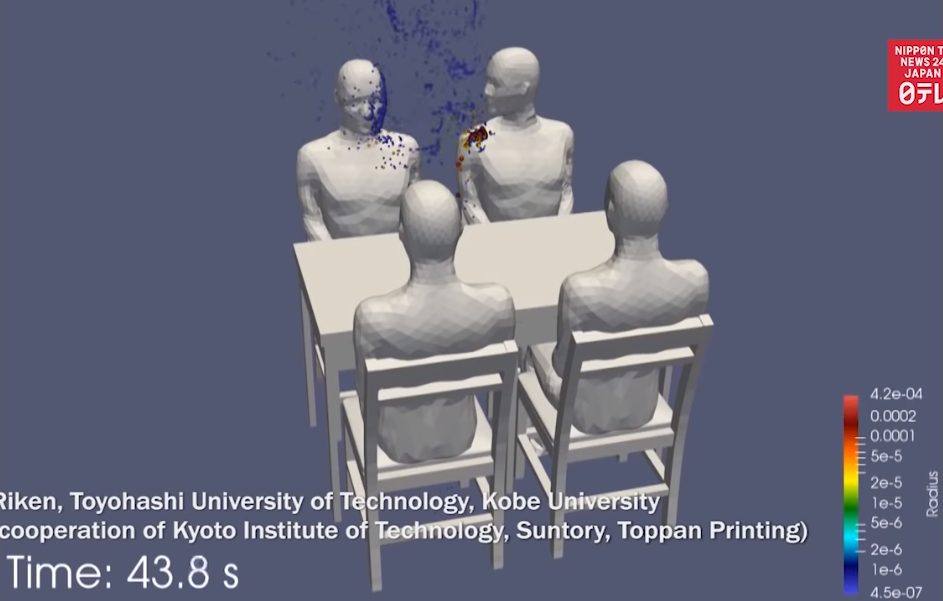 NIPPON T
NEWS 24
JAPAN
日テレ
4.2e-04
0.0002
0.0001
5e-5
2e-5
1e-5
5e-6
2e-6
1e-6
4.5e-07
Radius
Riken, Toyohashi University of Technology, Kobe University
cooperation of Kyoto Institute of Technology, Suntory, Toppan Printing)
Time: 43.8 s